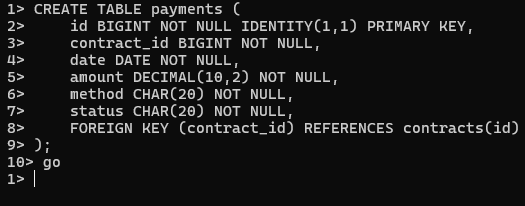 1> CREATE TABLE payments (
2>     id BIGINT NOT NULL IDENTITY(1,1) PRIMARY KEY,
3>     contract_id BIGINT NOT NULL,
4>     date DATE NOT NULL,
5>     amount DECIMAL(10,2) NOT NULL,
6>     method CHAR(20) NOT NULL,
7>     status CHAR(20) NOT NULL,
8>     FOREIGN KEY (contract_id) REFERENCES contracts(id)
9> );
10> go
1>